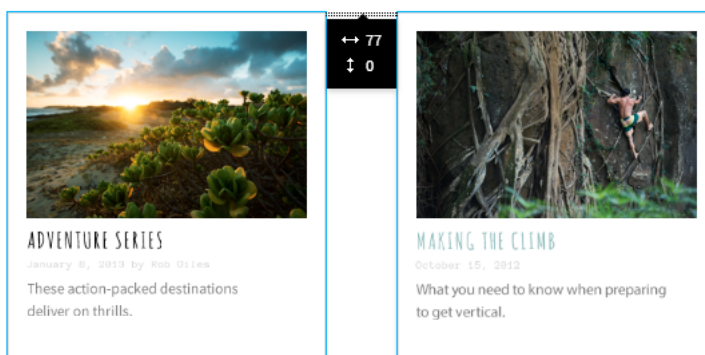 77
0
ADVENTURE SERIES
January 8, 2013 by Rob Giles
These action-packed destinations
deliver on thrills.
MAKING THE CLIMB
October 15, 2012
What you need to know when preparing
to get vertical.